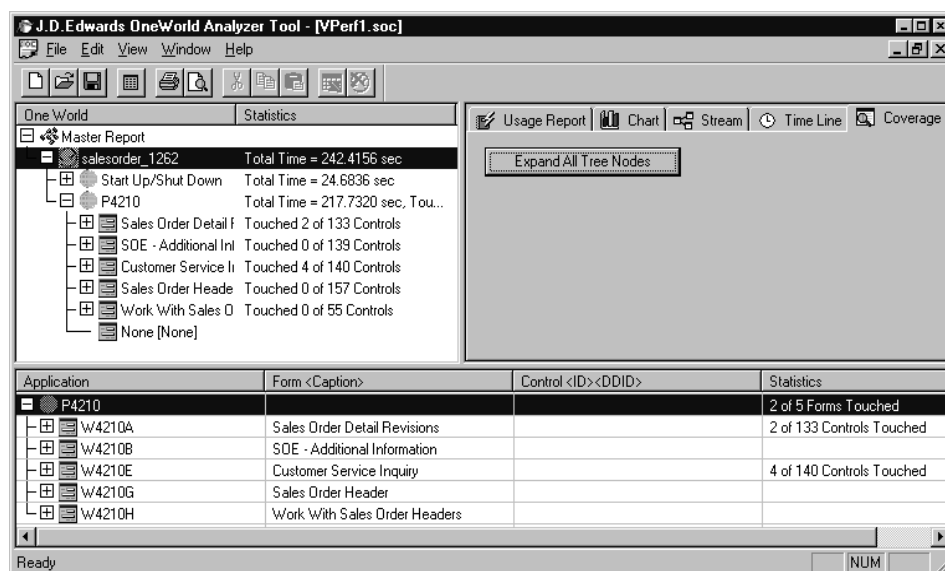 J.D.Edwards OneWorld Analyzer Tool - [VPerf1.soc]
File Edit View Window Help
One World Statistics
Master Report
salesorder_1262 Total Time = 242.4156 sec
Start Up/Shut Down Total Time = 24.6836 sec
P4210 Total Time = 217.7320 sec, Tou...
Sales Order Detail F Touched 2 of 133 Controls
SOE - Additional Inl Touched 0 of 139 Controls
Customer Service Ii Touched 4 of 140 Controls
Sales Order Heade Touched 0 of 157 Controls
Work With Sales O Touched 0 of 55 Controls
None [None]
Usage Report Chart Stream Time Line Coverage
Expand All Tree Nodes
Application Form <Caption> Control <ID><DDID> Statistics
P4210 2 of 5 Forms Touched
W4210A Sales Order Detail Revisions 2 of 133 Controls Touched
W4210B SOE - Additional Information
W4210E Customer Service Inquiry 4 of 140 Controls Touched
W4210G Sales Order Header
W4210H Work With Sales Order Headers
Ready NUM